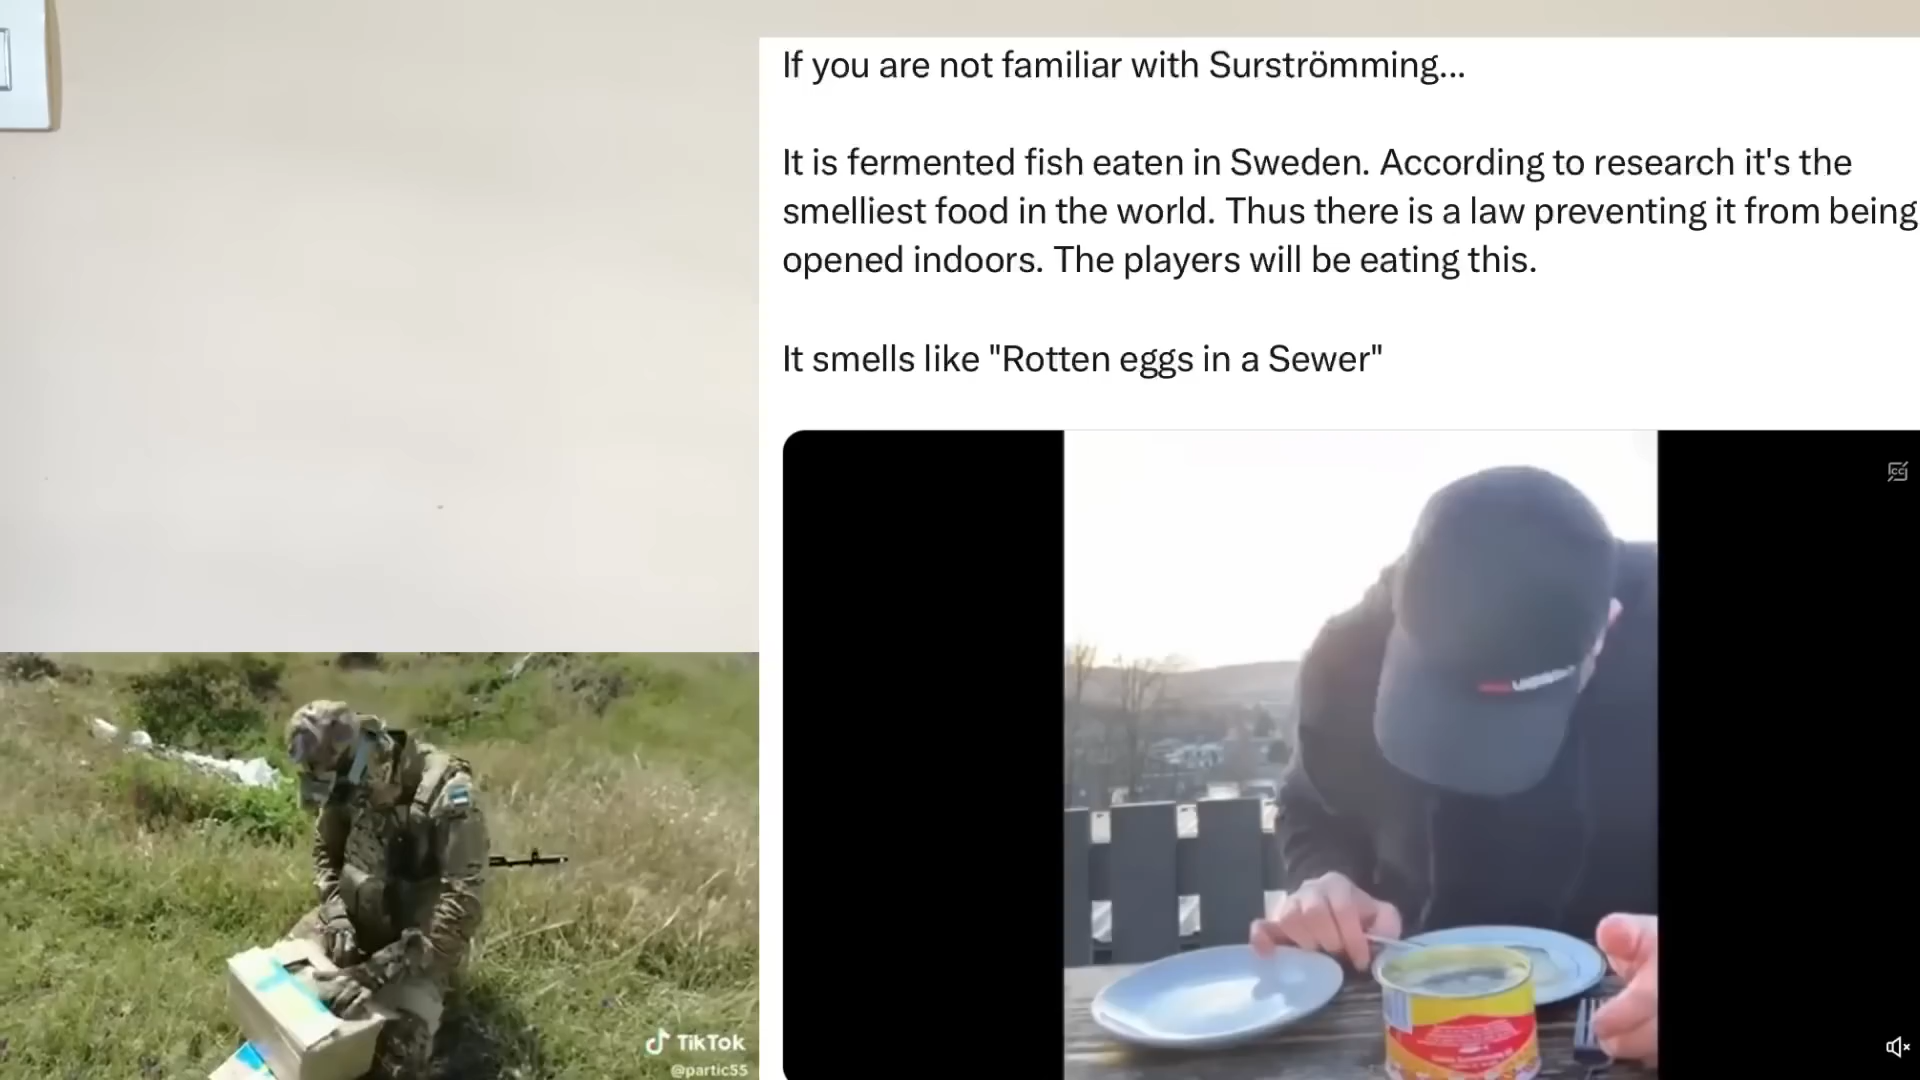 If you are not familiar with Surströmming...
It is fermented fish eaten in Sweden. According to research it's the
smelliest food in the world. Thus there is a law preventing it from being
opened indoors. The players will be eating this.
It smells like "Rotten eggs in a Sewer"
CC
TikTok
@partic55